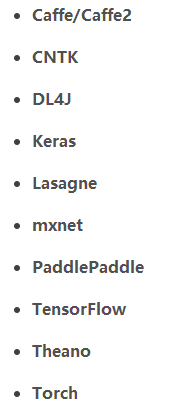 Caffe/Caffe2
CNTK
DL4J
Keras
Lasagne
mxnet
PaddlePaddle
TensorFlow
Theano
Torch